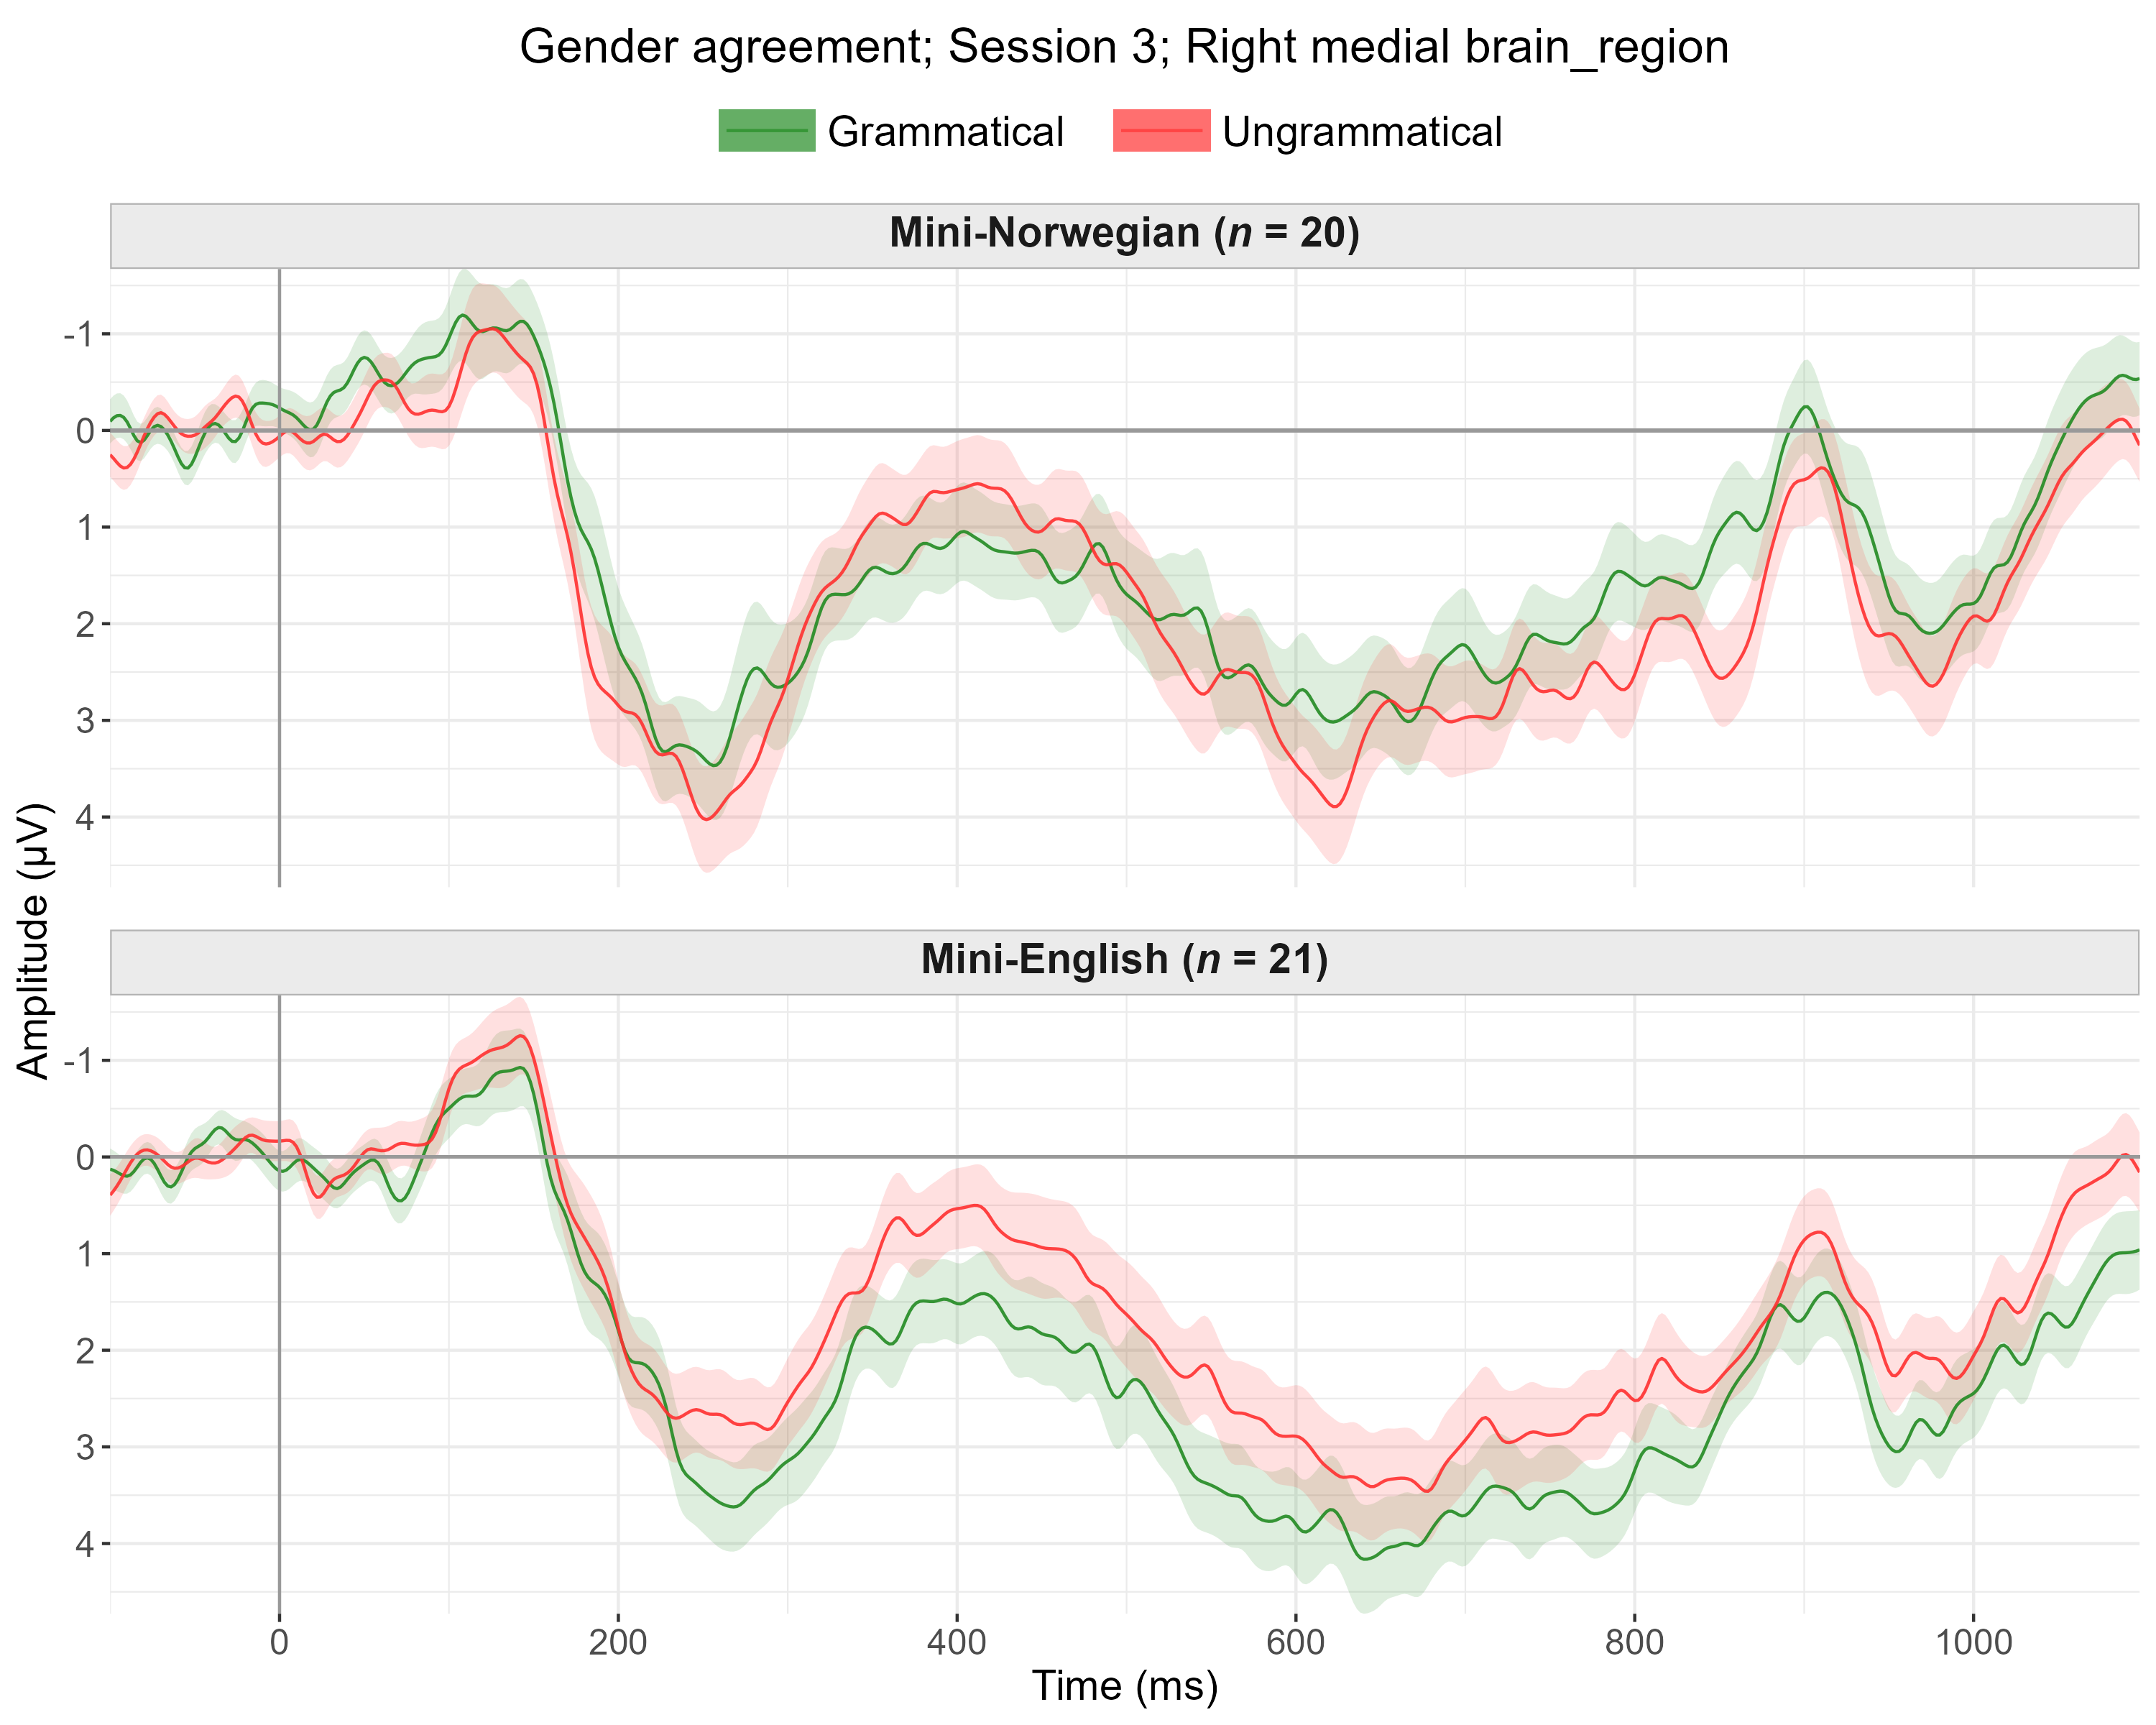 Gender agreement; Session 3; Right medial brain_region
Grammatical Ungrammatical
Mini-Norwegian (n = 20)
-1
0
1
2
3
4
Amplitude (µV)
Mini-English (n = 21)
-1
0
1
2
3
4
0 200 400 600 800 1000
Time (ms)